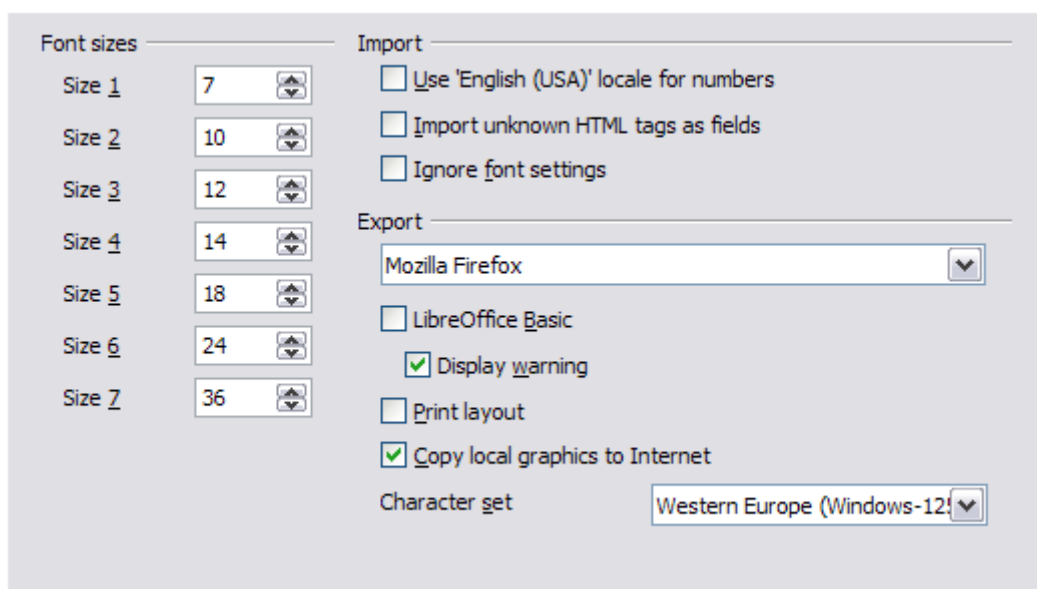 Font sizes
Size 1 7
Size 2 10
Size 3 12
Size 4 14
Size 5 18
Size 6 24
Size 7 36
Import
Use 'English (USA)' locale for numbers
Import unknown HTML tags as fields
Ignore font settings
Export
Mozilla Firefox
LibreOffice Basic
Display warning
Print layout
Copy local graphics to Internet
Character set Western Europe (Windows-125